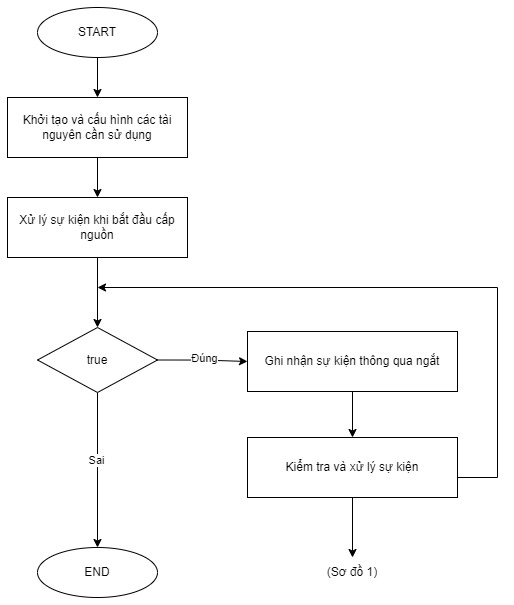 START
Khởi tạo và cấu hình các tài
nguyên cần sử dụng
Xử lý sự kiện khi bắt đầu cấp
nguồn
true
Đúng
Ghi nhận sự kiện thông qua ngắt
Kiểm tra và xử lý sự kiện
Sai
END
(Sơ đồ 1)